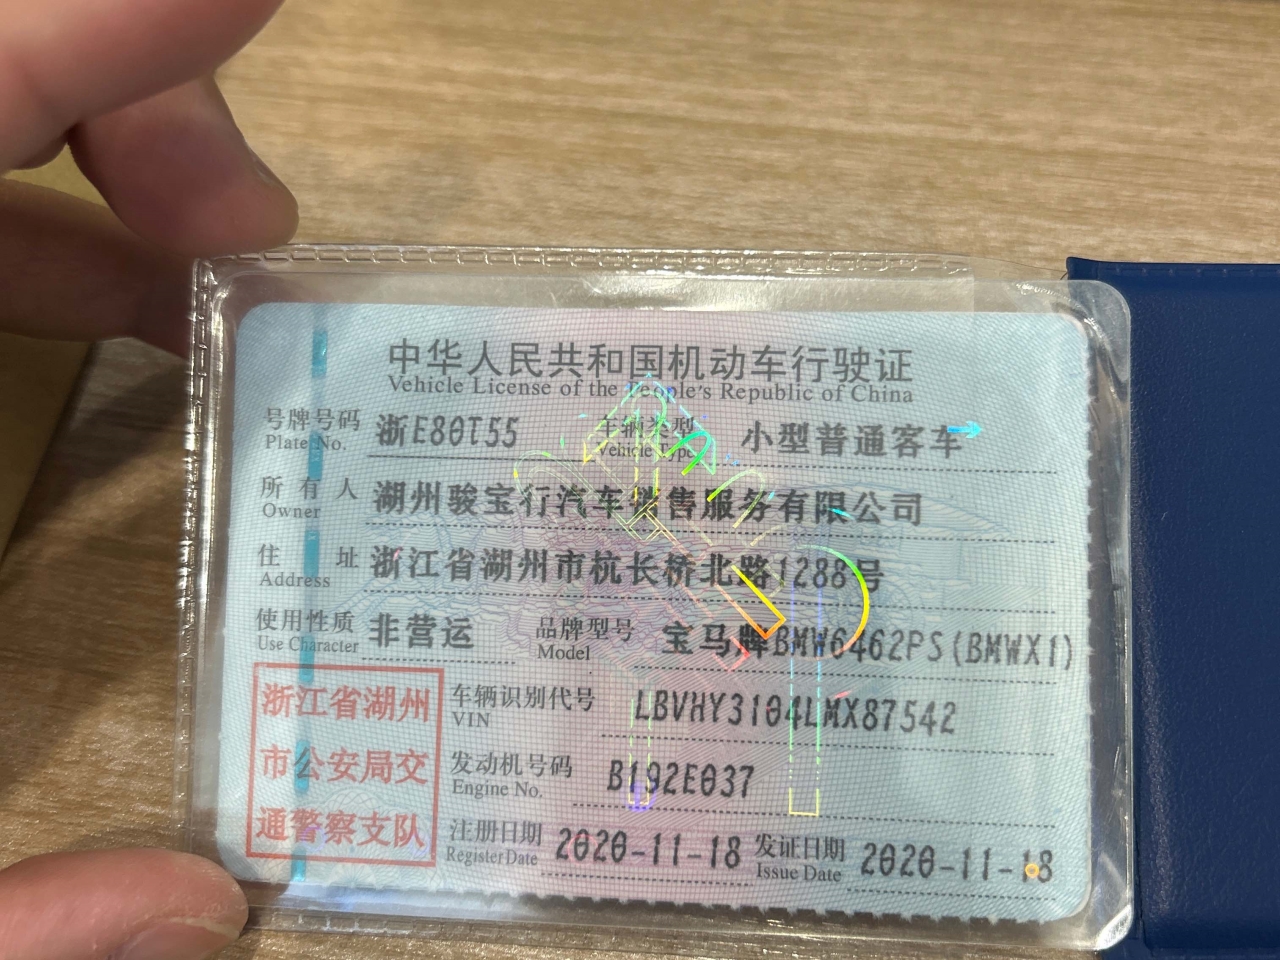 中华人民共和国机动车行驶证
Vehicle License of the People's Republic of China
号牌号码 浙E80T55 车辆类型 小型普通客车
Plate No. Vehicle Type
所有人 湖州骏宝行汽车销售服务有限公司
Owner
住址 浙江省湖州市杭长桥北路1288号
Address
使用性质 非营运 品牌型号 宝马牌BMW6462PS(BMWX1)
Use Character Model
浙江省湖州
市公安局交
通警察支队
车辆识别代号 LBVHY3104LMX87542
VIN
发动机号码 B192E037
Engine No.
注册日期 2020-11-18 发证日期 2020-11-18
Register Date Issue Date